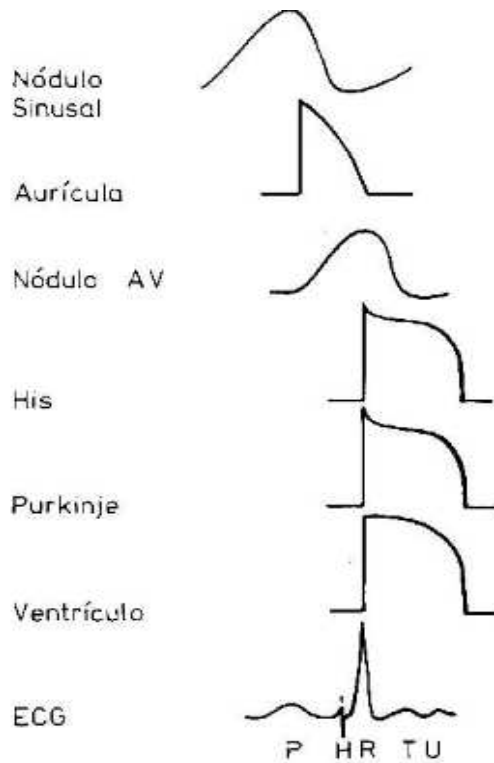 Nódulo
Sinusal
Aurícula
Nódulo AV
His
Purkinje
Ventrículo
ECG
P H R T U